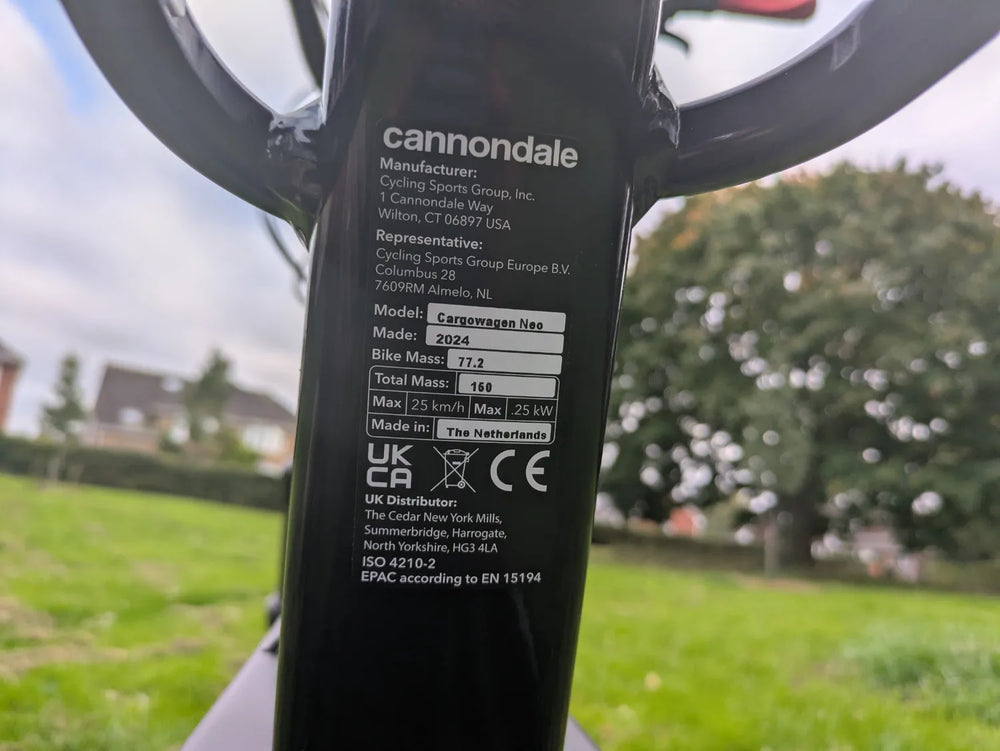 cannondale
Manufacturer:
Cycling Sports Group, Inc.
1 Cannondale Way
Wilton, CT 06897 USA
Representative:
Cycling Sports Group Europe B.V.
Columbus 28
7609RM Almelo, NL
Model: Cargowagen Neo
Made: 2024
Bike Mass: 77.2
Total Mass: 160
Max 25 km/h Max .25 kW
Made in: The Netherlands
UK
CA
CE
UK Distributor:
The Cedar New York Mills,
Summerbridge, Harrogate,
North Yorkshire, HG3 4LA
ISO 4210-2
EPAC according to EN 15194